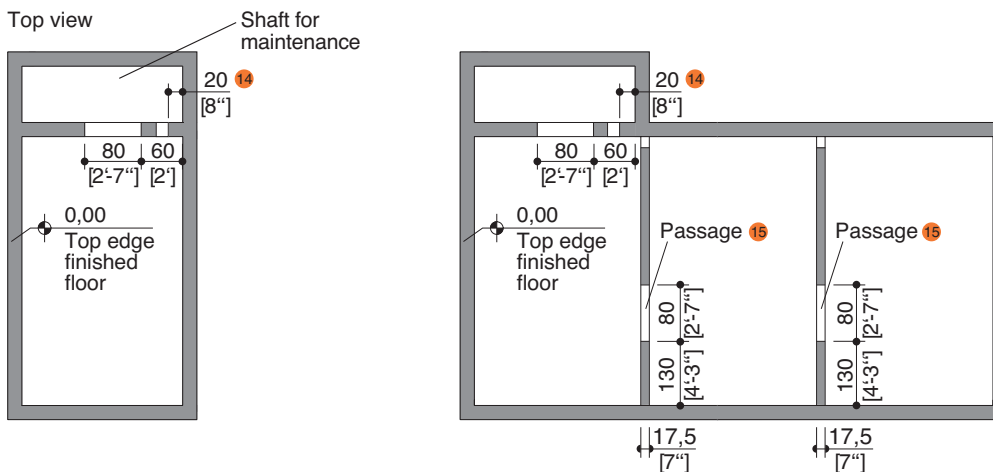 Top view
Shaft for
maintenance
20 14
[8“]
80
[2‘-7“]
60
[2‘]
0,00
Top edge
finished
floor
20 14
[8“]
80
[2‘-7“]
60
[2‘]
0,00
Top edge
finished
floor
Passage 15
80
[2‘-7“]
130
[4‘-3“]
Passage 15
80
[2‘-7“]
130
[4‘-3“]
17,5
[7“]
17,5
[7“]